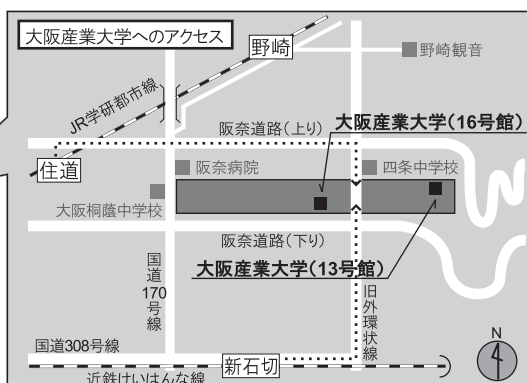 大阪産業大学へのアクセス
野崎
野崎観音
JR学研都市線
阪奈道路(上り)
大阪産業大学(16号館)
住道
阪奈病院
四条中学校
大阪桐蔭中学校
阪奈道路(下り)
大阪産業大学(13号館)
国道170号線
旧外環状線
国道308号線
新石切
近鉄けいはんな線
N